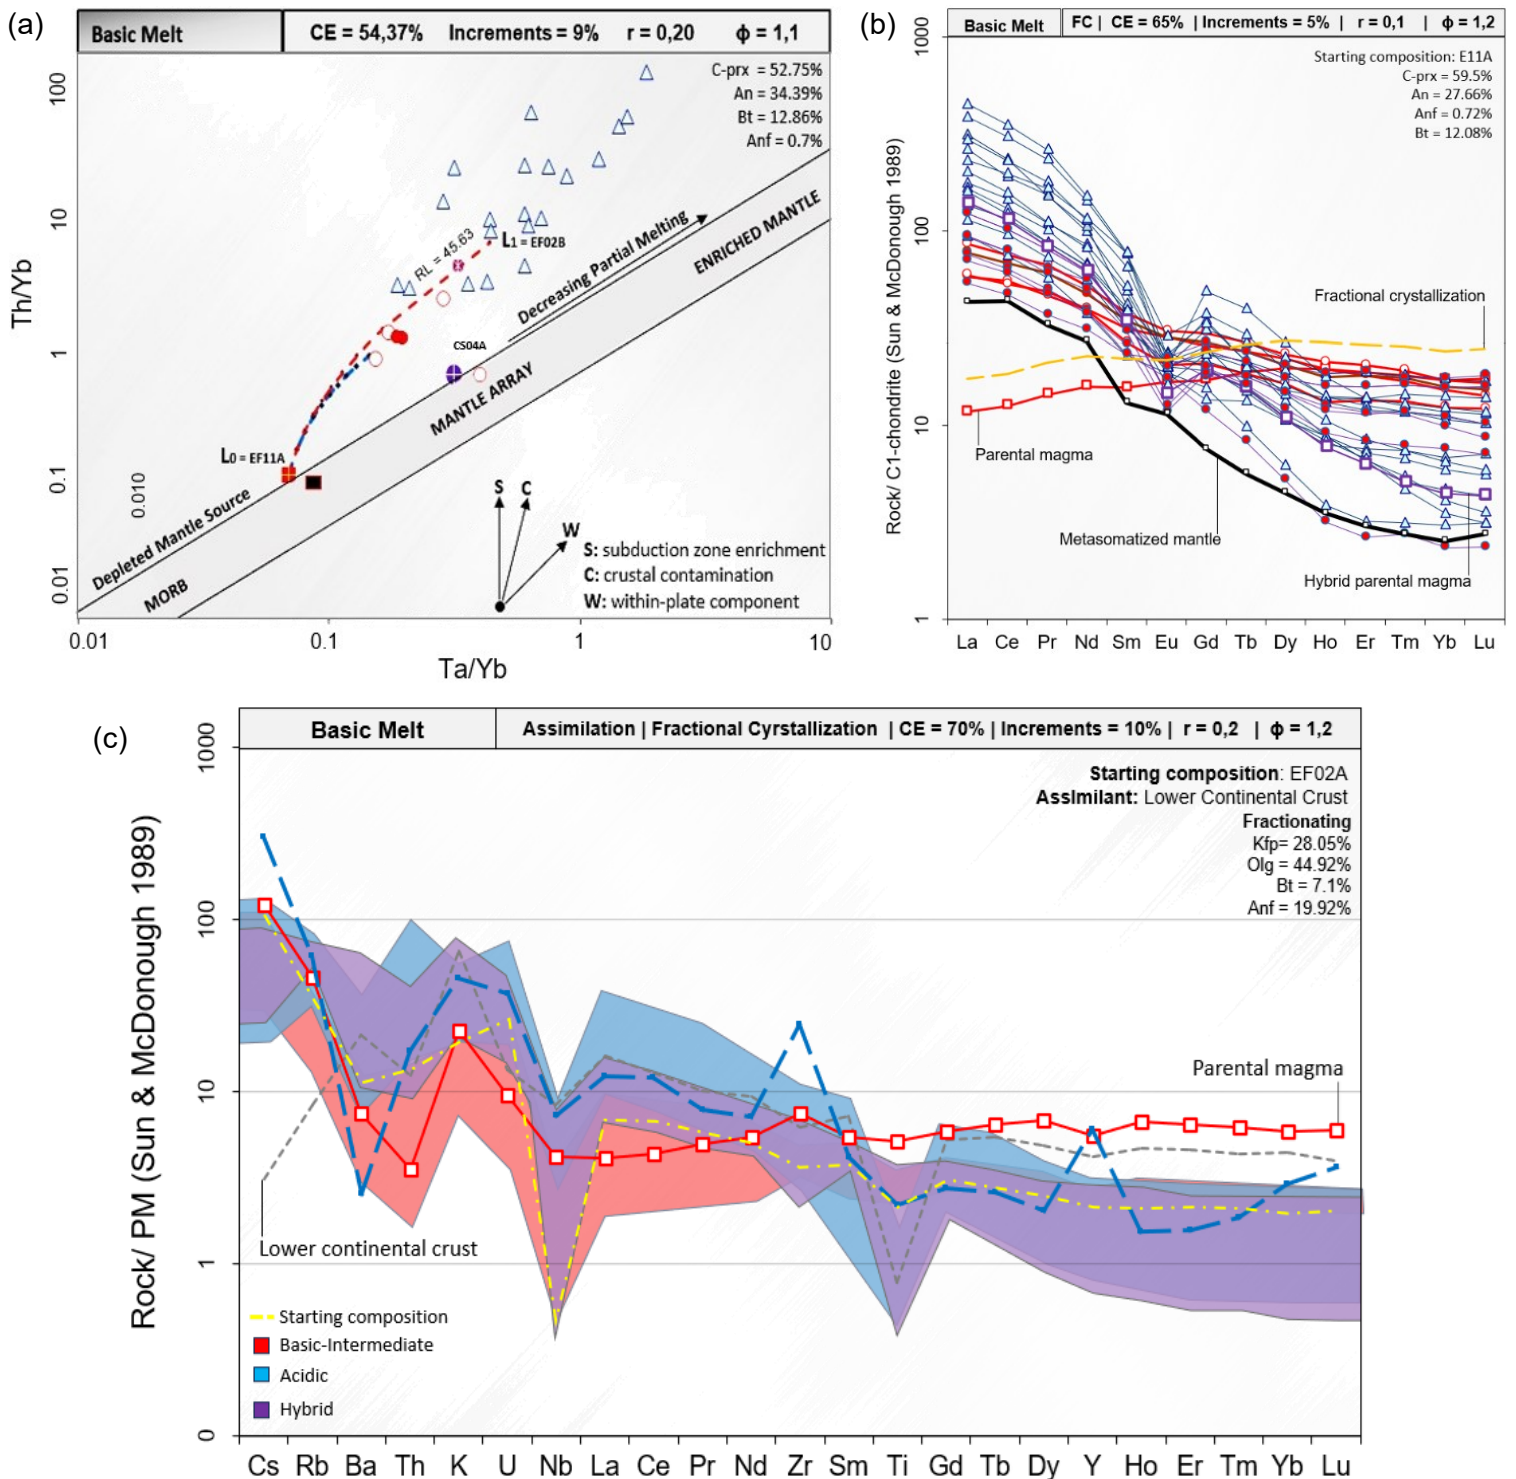 (a)
Basic Melt
CE = 54,37% Increments = 9% r = 0,20 ϕ = 1,1
C-prx = 52.75%
An = 34.39%
Bt = 12.86%
Anf = 0.7%
Th/Yb
100
10
1
0.1
0.01
0.010
RL = 45.63
L1 = EF02B
Decreasing Partial Melting
ENRICHED MANTLE
CS04A
MANTLE ARRAY
L0 = EF11A
Depleted Mantle Source
MORB
S C W
S: subduction zone enrichment
C: crustal contamination
W: within-plate component
0.01 0.1 1 10
Ta/Yb
(b)
Basic Melt
FC | CE = 65% | Increments = 5% | r = 0,1 | ϕ = 1,2
Starting composition: E11A
C-prx = 59.5%
An = 27.66%
Anf = 0.72%
Bt = 12.08%
Rock/ C1-chondrite (Sun & McDonough 1989)
1000
100
10
1
Fractional crystallization
Parental magma
Metasomatized mantle
Hybrid parental magma
La Ce Pr Nd Sm Eu Gd Tb Dy Ho Er Tm Yb Lu
(c)
Basic Melt
Assimilation | Fractional Cyrstallization | CE = 70% | Increments = 10% | r = 0,2 | ϕ = 1,2
Starting composition: EF02A
Assimilant: Lower Continental Crust
Fractionating
Kfp= 28.05%
Olg = 44.92%
Bt = 7.1%
Anf = 19.92%
Rock/ PM (Sun & McDonough 1989)
1000
100
10
1
0
Parental magma
Lower continental crust
Starting composition
Basic-Intermediate
Acidic
Hybrid
Cs Rb Ba Th K U Nb La Ce Pr Nd Zr Sm Ti Gd Tb Dy Y Ho Er Tm Yb Lu